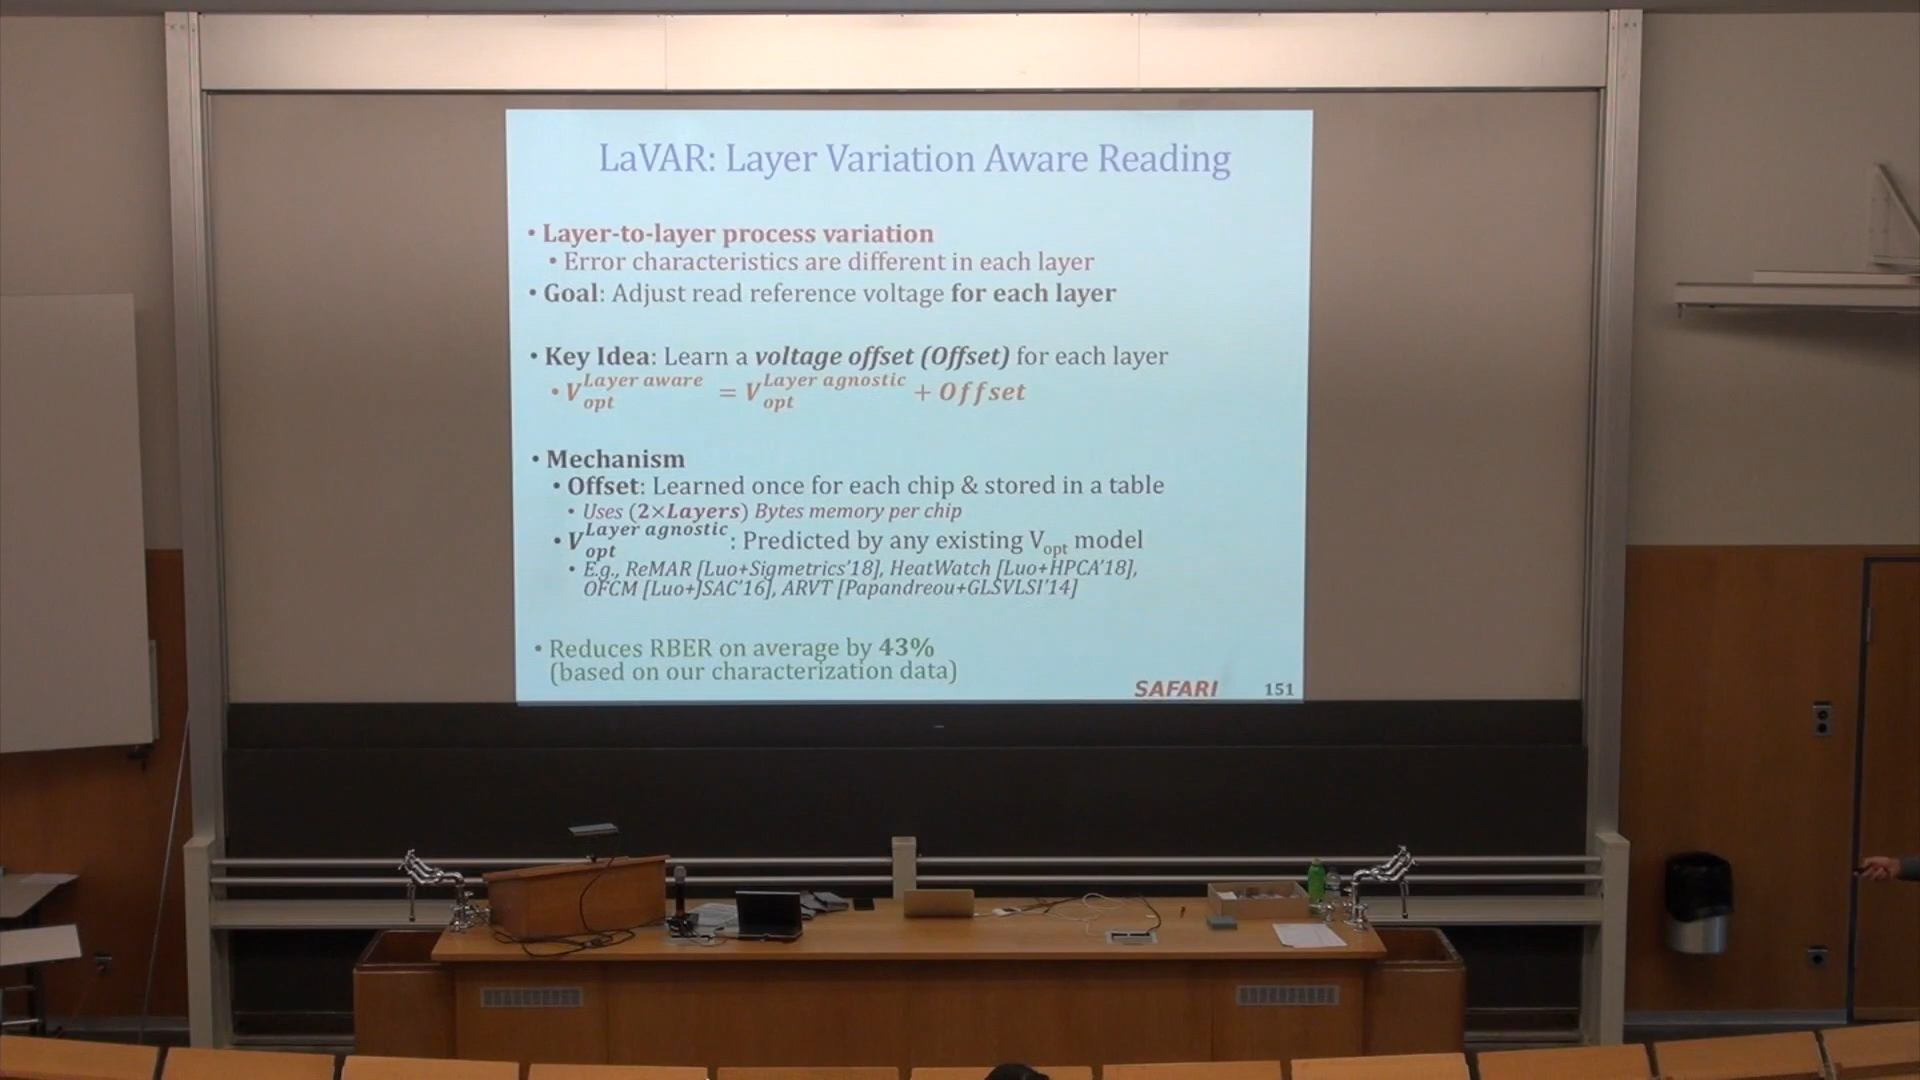 LaVAR: Layer Variation Aware Reading
• Layer-to-layer process variation
• Error characteristics are different in each layer
• Goal: Adjust read reference voltage for each layer
• Key Idea: Learn a voltage offset (Offset) for each layer
• V_opt^Layer aware = V_opt^Layer agnostic + Offset
• Mechanism
• Offset: Learned once for each chip & stored in a table
• Uses (2×Layers) Bytes memory per chip
• V_opt^Layer agnostic: Predicted by any existing V_opt model
• E.g., ReMAR [Luo+Sigmetrics'18], HeatWatch [Luo+HPCA'18],
OFCM [Luo+JSAC'16], ARVT [Papandreou+GLSVLSI'14]
• Reduces RBER on average by 43%
(based on our characterization data)
SAFARI 151